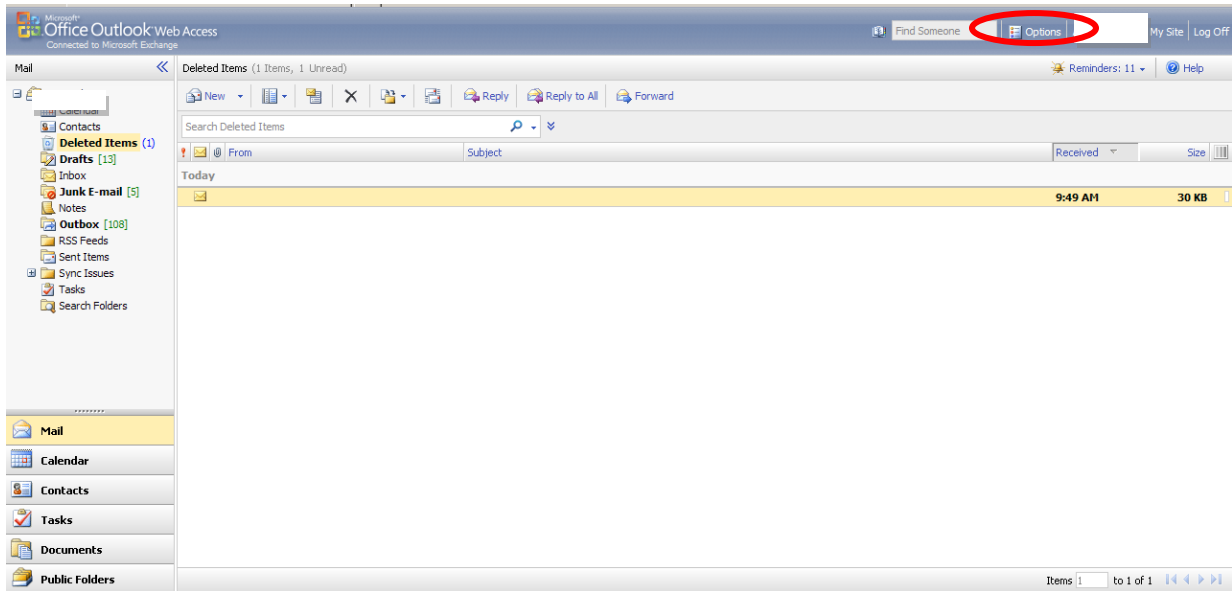 Microsoft
Office Outlook Web Access
Connected to Microsoft Exchange
Find Someone
Options
My Site Log Off
Mail
Deleted Items (1 Items, 1 Unread)
Reminders: 11
Help
New
Reply
Reply to All
Forward
Calendar
Contacts
Deleted Items (1)
Drafts [13]
Inbox
Junk E-mail [5]
Notes
Outbox [108]
RSS Feeds
Sent Items
Sync Issues
Tasks
Search Folders
Search Deleted Items
From Subject Received Size
Today
9:49 AM 30 KB
Mail
Calendar
Contacts
Tasks
Documents
Public Folders
Items 1 to 1 of 1